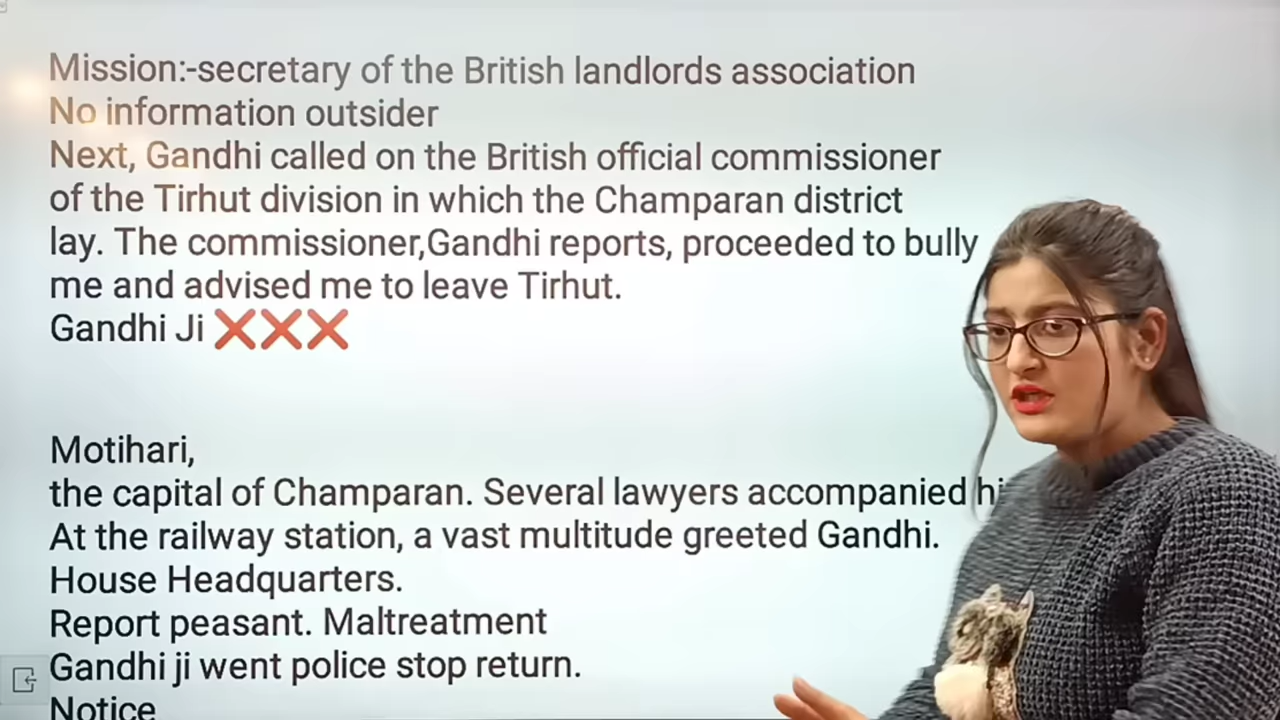 Mission:-secretary of the British landlords association
No information outsider
Next, Gandhi called on the British official commissioner
of the Tirhut division in which the Champaran district
lay. The commissioner,Gandhi reports, proceeded to bully
me and advised me to leave Tirhut.
Gandhi Ji ❌❌❌
Motihari,
the capital of Champaran. Several lawyers accompanied
At the railway station, a vast multitude greeted Gandhi.
House Headquarters.
Report peasant. Maltreatment
Gandhi ji went police stop return.
Notice